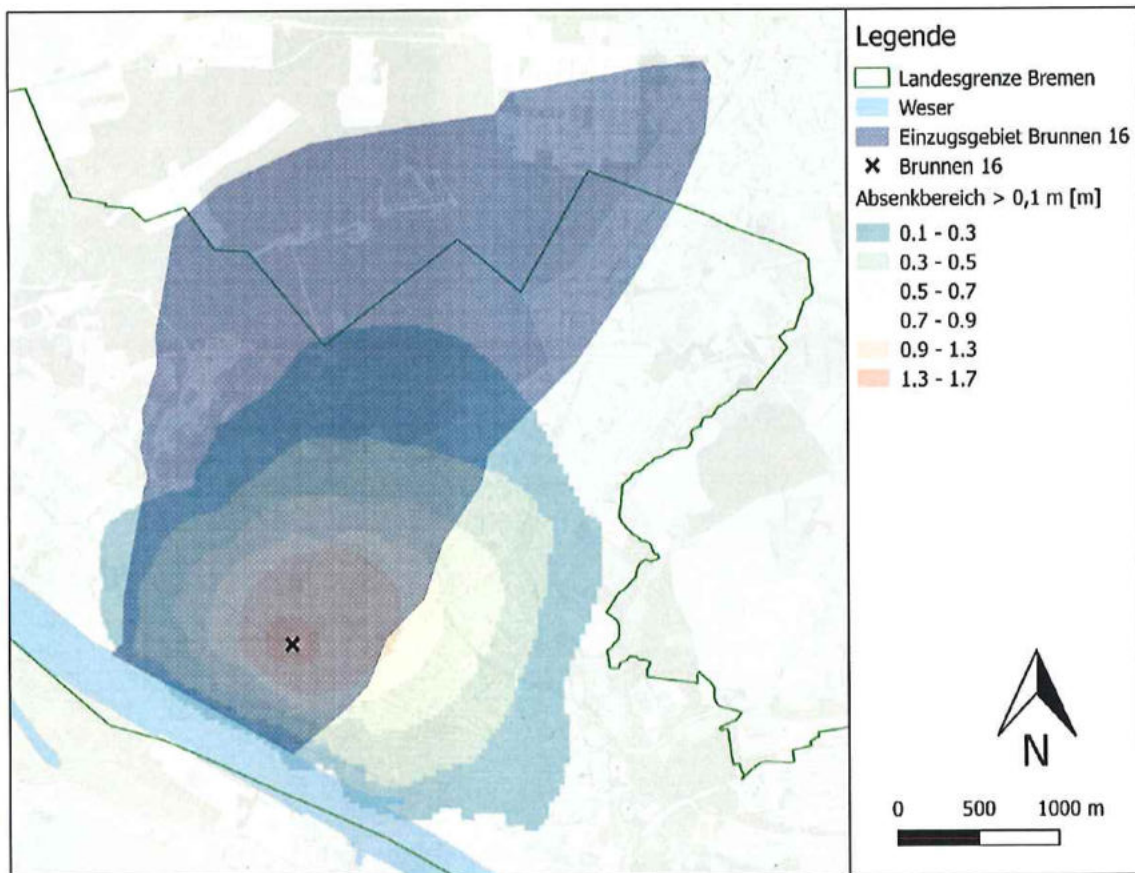 Legende
Landesgrenze Bremen
Weser
Einzugsgebiet Brunnen 16
Brunnen 16
Absenkbereich > 0,1 m [m]
0.1 - 0.3
0.3 - 0.5
0.5 - 0.7
0.7 - 0.9
0.9 - 1.3
1.3 - 1.7
N
0 500 1000 m